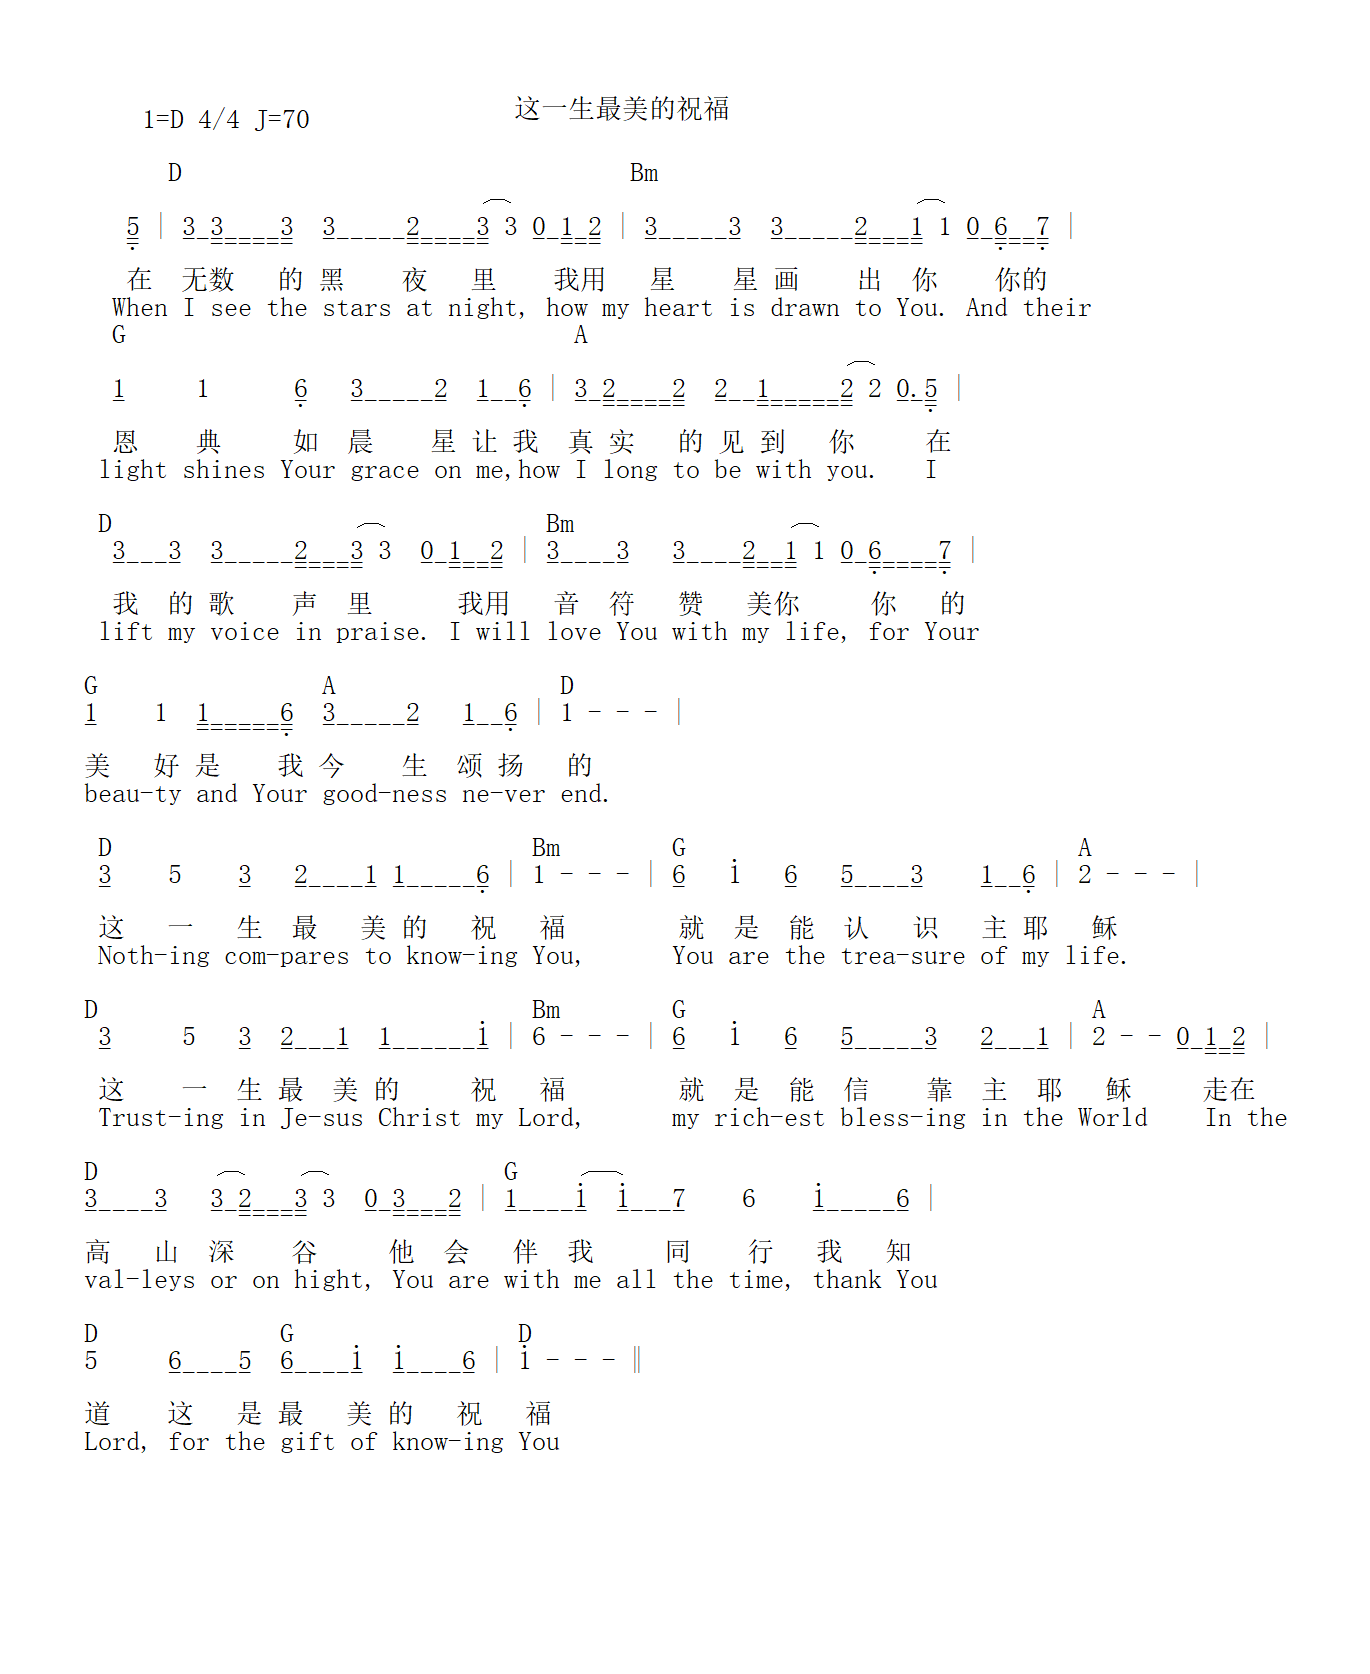 这一生最美的祝福
1=D 4/4 J=70
D Bm
5 | 3 3 3 3 2 3 3 0 1 2 | 3 3 3 2 1 1 0 6 7 |
在 无数 的 黑 夜 里 我用 星 星 画 出 你 你的
When I see the stars at night, how my heart is drawn to You. And their
G A
1 1 6 3 2 1 6 | 3 2 2 2 1 2 2 0. 5 |
恩 典 如 晨 星 让 我 真 实 的 见 到 你 在
light shines Your grace on me,how I long to be with you. I
D Bm
3 3 3 2 3 3 0 1 2 | 3 3 3 2 1 1 0 6 7 |
我 的 歌 声 里 我用 音 符 赞 美你 你 的
lift my voice in praise. I will love You with my life, for Your
G A D
1 1 1 6 3 2 1 6 | 1 - - - |
美 好 是 我 今 生 颂 扬 的
beau-ty and Your good-ness ne-ver end.
D Bm G A
3 5 3 2 1 1 6 | 1 - - - | 6 1 6 5 3 1 6 | 2 - - - |
这 一 生 最 美 的 祝 福 就 是 能 认 识 主 耶 稣
Noth-ing com-pares to know-ing You, You are the trea-sure of my life.
D Bm G A
3 5 3 2 1 1 1 | 6 - - - | 6 1 6 5 3 2 1 | 2 - - 0 1 2 |
这 一 生 最 美 的 祝 福 就 是 能 信 靠 主 耶 稣 走在
Trust-ing in Je-sus Christ my Lord, my rich-est bless-ing in the World In the
D G
3 3 3 2 3 3 0 3 2 | 1 1 1 7 6 1 6 |
高 山 深 谷 他 会 伴 我 同 行 我 知
val-leys or on hight, You are with me all the time, thank You
D G D
5 6 5 6 1 1 6 | 1 - - - ‖
道 这 是 最 美 的 祝 福
Lord, for the gift of know-ing You